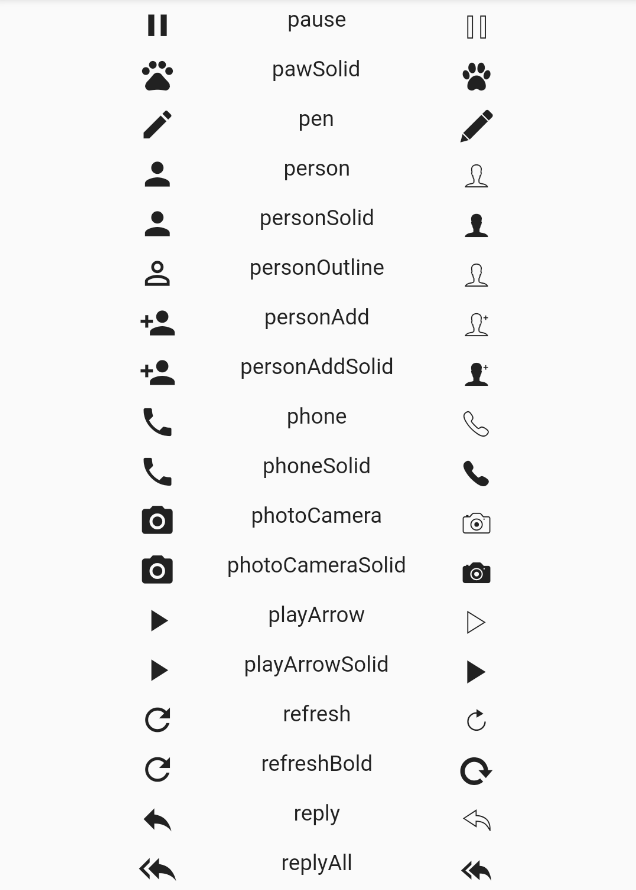 pause
pawSolid
pen
person
personSolid
personOutline
personAdd
personAddSolid
phone
phoneSolid
photoCamera
photoCameraSolid
playArrow
playArrowSolid
refresh
refreshBold
reply
replyAll